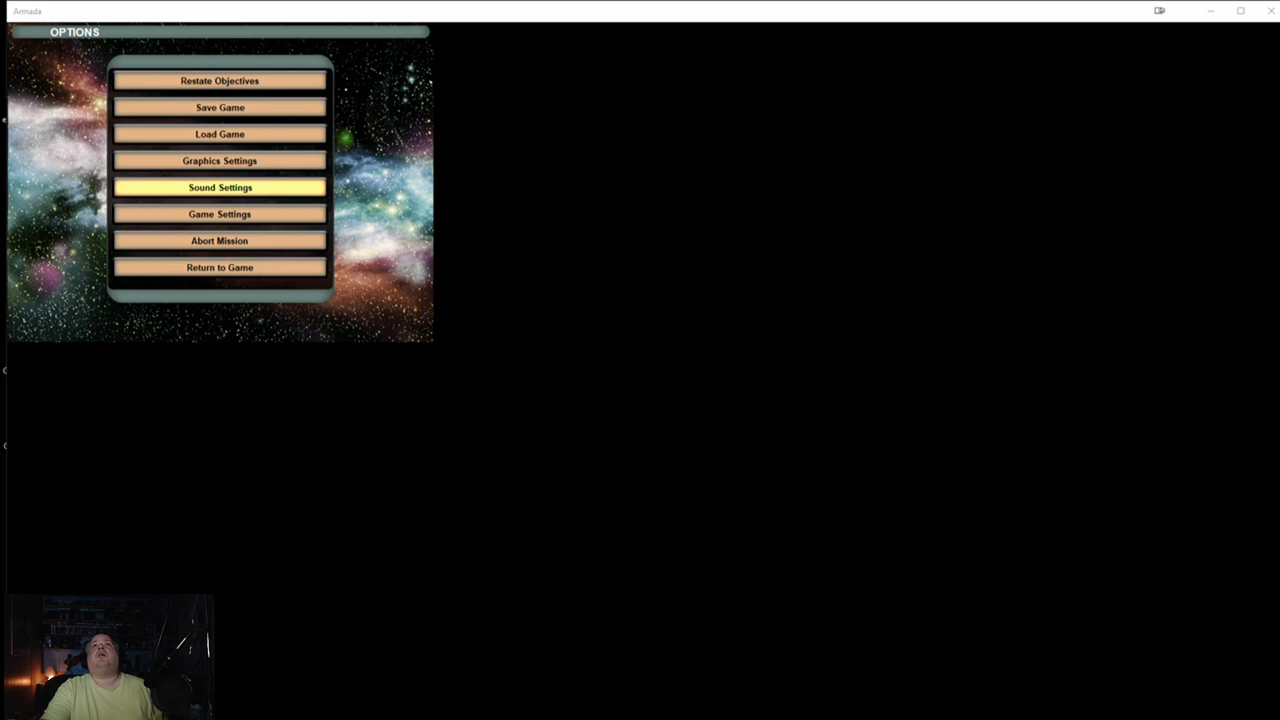 Armada
OPTIONS
Restate Objectives
Save Game
Load Game
Graphics Settings
Sound Settings
Game Settings
Abort Mission
Return to Game